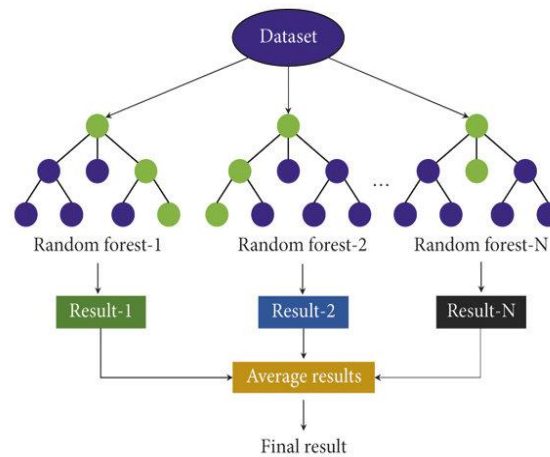 Dataset
...
Random forest-1
Random forest-2
Random forest-N
Result-1
Result-2
Result-N
Average results
Final result